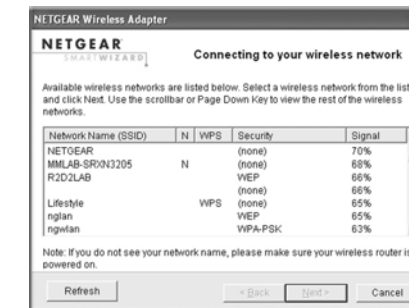 NETGEAR Wireless Adapter
NETGEAR
SMARTWIZARD
Connecting to your wireless network
Available wireless networks are listed below. Select a wireless network from the list
and click Next. Use the scrollbar or Page Down Key to view the rest of the wireless
networks.
Network Name (SSID) N WPS Security Signal
NETGEAR (none) 70%
MMLAB-SRXN3205 N (none) 68%
R2D2LAB WEP 66%
(none) 66%
Lifestyle WPS (none) 65%
nglan WEP 65%
ngwlan WPA-PSK 63%
Note: If you do not see your network name, please make sure your wireless router is
powered on.
Refresh < Back Next > Cancel